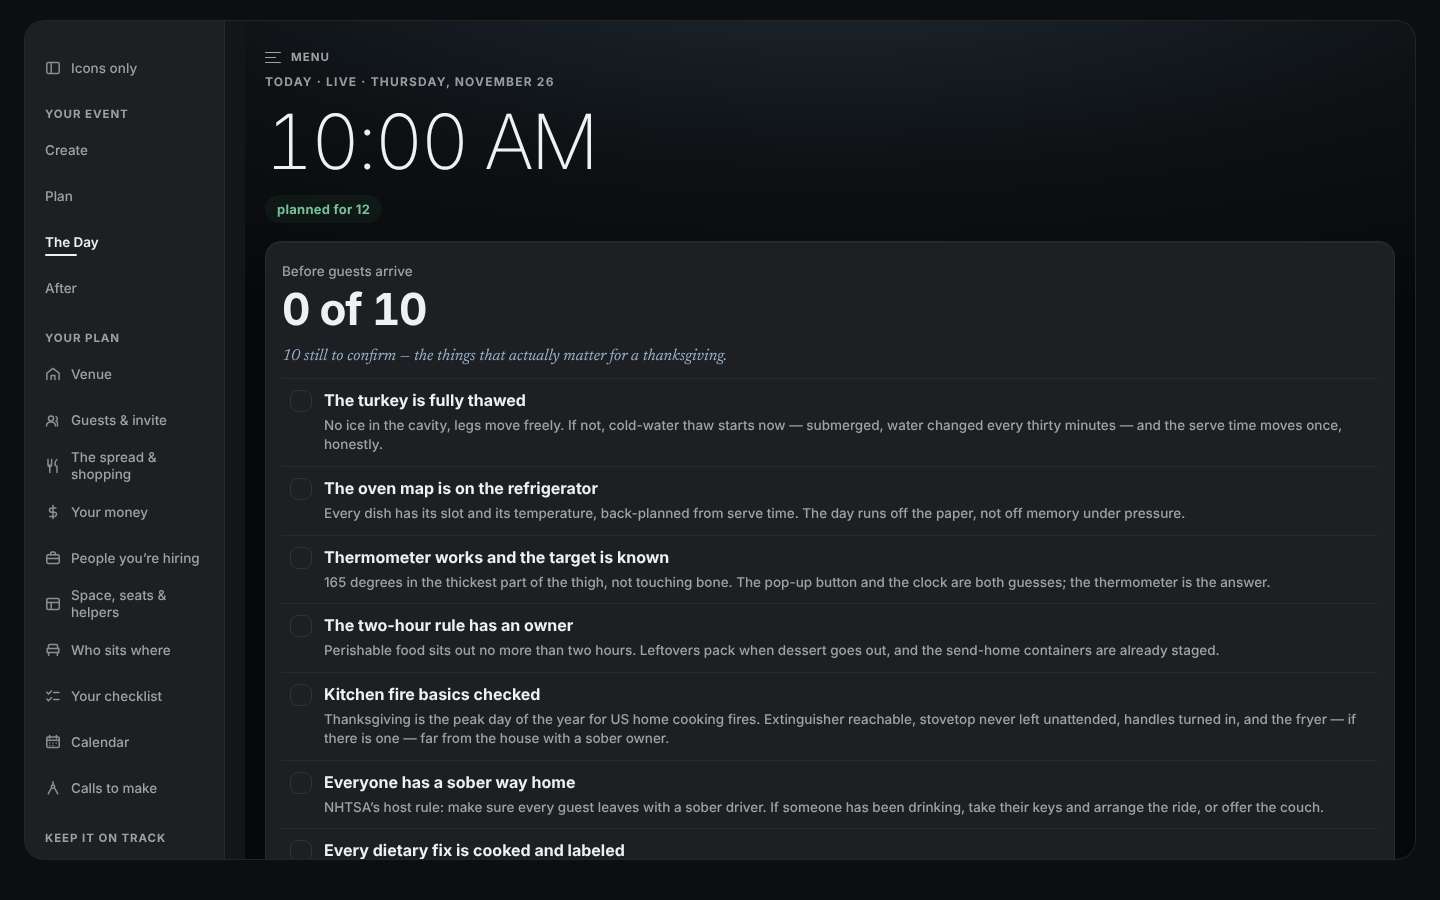 Icons only
YOUR EVENT
Create
Plan
The Day
After
YOUR PLAN
Venue
Guests & invite
The spread &
shopping
Your money
People you’re hiring
Space, seats &
helpers
Who sits where
Your checklist
Calendar
Calls to make
KEEP IT ON TRACK
MENU
TODAY · LIVE · THURSDAY, NOVEMBER 26
10:00 AM
planned for 12
Before guests arrive
0 of 10
10 still to confirm – the things that actually matter for a thanksgiving.
The turkey is fully thawed
No ice in the cavity, legs move freely. If not, cold-water thaw starts now — submerged, water changed every thirty minutes — and the serve time moves once,
honestly.
The oven map is on the refrigerator
Every dish has its slot and its temperature, back-planned from serve time. The day runs off the paper, not off memory under pressure.
Thermometer works and the target is known
165 degrees in the thickest part of the thigh, not touching bone. The pop-up button and the clock are both guesses; the thermometer is the answer.
The two-hour rule has an owner
Perishable food sits out no more than two hours. Leftovers pack when dessert goes out, and the send-home containers are already staged.
Kitchen fire basics checked
Thanksgiving is the peak day of the year for US home cooking fires. Extinguisher reachable, stovetop never left unattended, handles turned in, and the fryer — if
there is one — far from the house with a sober owner.
Everyone has a sober way home
NHTSA’s host rule: make sure every guest leaves with a sober driver. If someone has been drinking, take their keys and arrange the ride, or offer the couch.
Every dietary fix is cooked and labeled